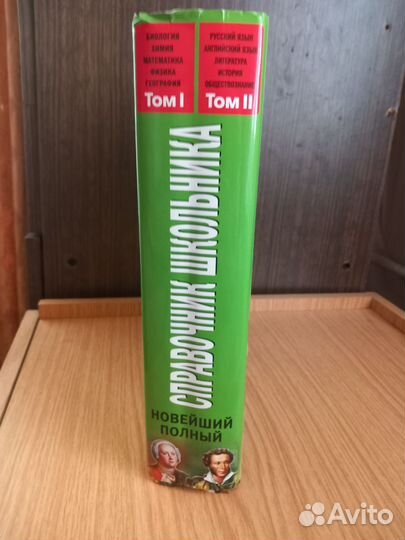 БИОЛОГИЯ
ХИМИЯ
МАТЕМАТИКА
ФИЗИКА
ГЕОГРАФИЯ
Том I
РУССКИЙ ЯЗЫК
АНГЛИЙСКИЙ ЯЗЫК
ЛИТЕРАТУРА
ИСТОРИЯ
ОБЩЕСТВОЗНАНИЕ
Том II
СПРАВОЧНИК ШКОЛЬНИКА
НОВЕЙШИЙ
ПОЛНЫЙ
Avito